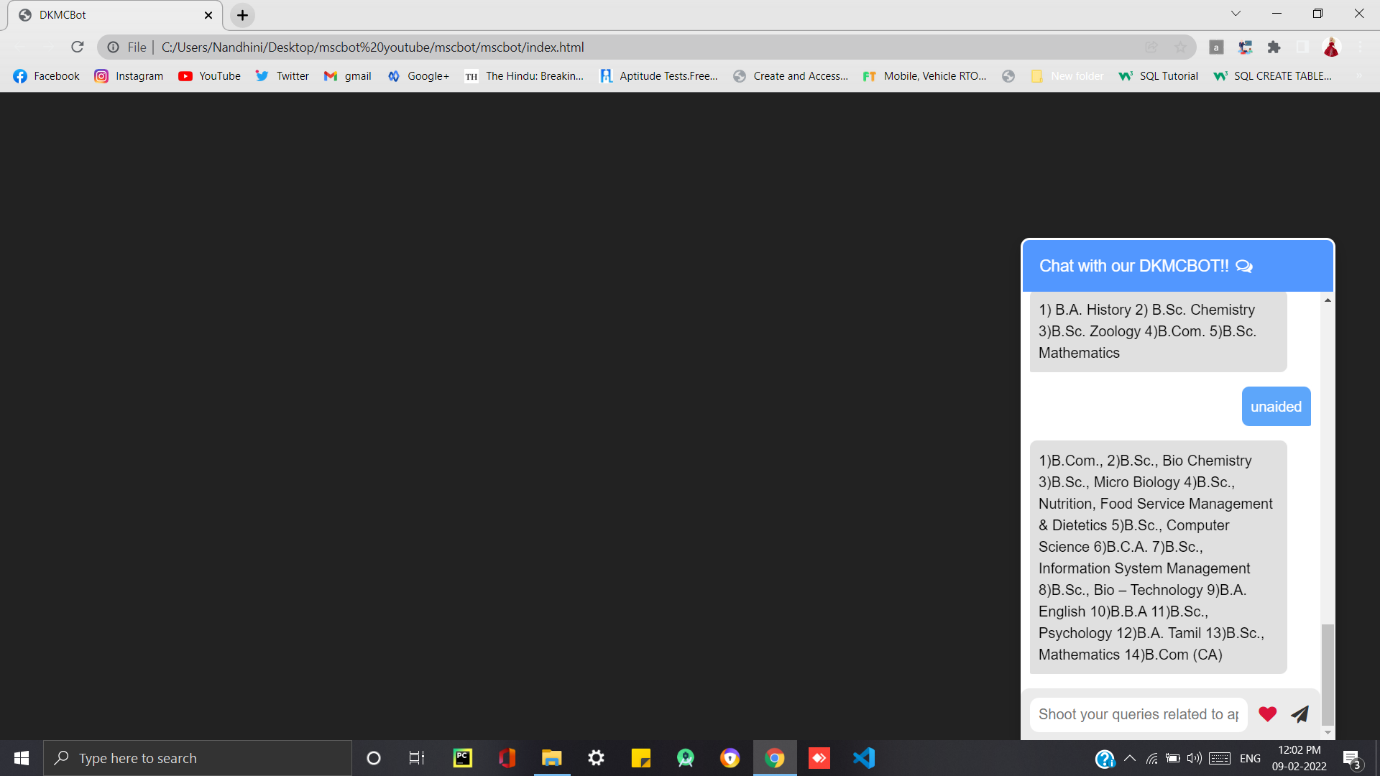 DKMCBot
File | C:/Users/Nandhini/Desktop/mscbot%20youtube/mscbot/mscbot/index.html
Facebook Instagram YouTube Twitter gmail Google+ TH The Hindu: Breakin... Aptitude Tests.Free... Create and Access... FT Mobile, Vehicle RTO... New folder SQL Tutorial SQL CREATE TABLE...
Chat with our DKMCBOT!!
1) B.A. History 2) B.Sc. Chemistry
3)B.Sc. Zoology 4)B.Com. 5)B.Sc.
Mathematics
unaided
1)B.Com., 2)B.Sc., Bio Chemistry
3)B.Sc., Micro Biology 4)B.Sc.,
Nutrition, Food Service Management
& Dietetics 5)B.Sc., Computer
Science 6)B.C.A. 7)B.Sc.,
Information System Management
8)B.Sc., Bio – Technology 9)B.A.
English 10)B.B.A 11)B.Sc.,
Psychology 12)B.A. Tamil 13)B.Sc.,
Mathematics 14)B.Com (CA)
Shoot your queries related to ap
Type here to search
PC
ENG
12:02 PM
09-02-2022
3